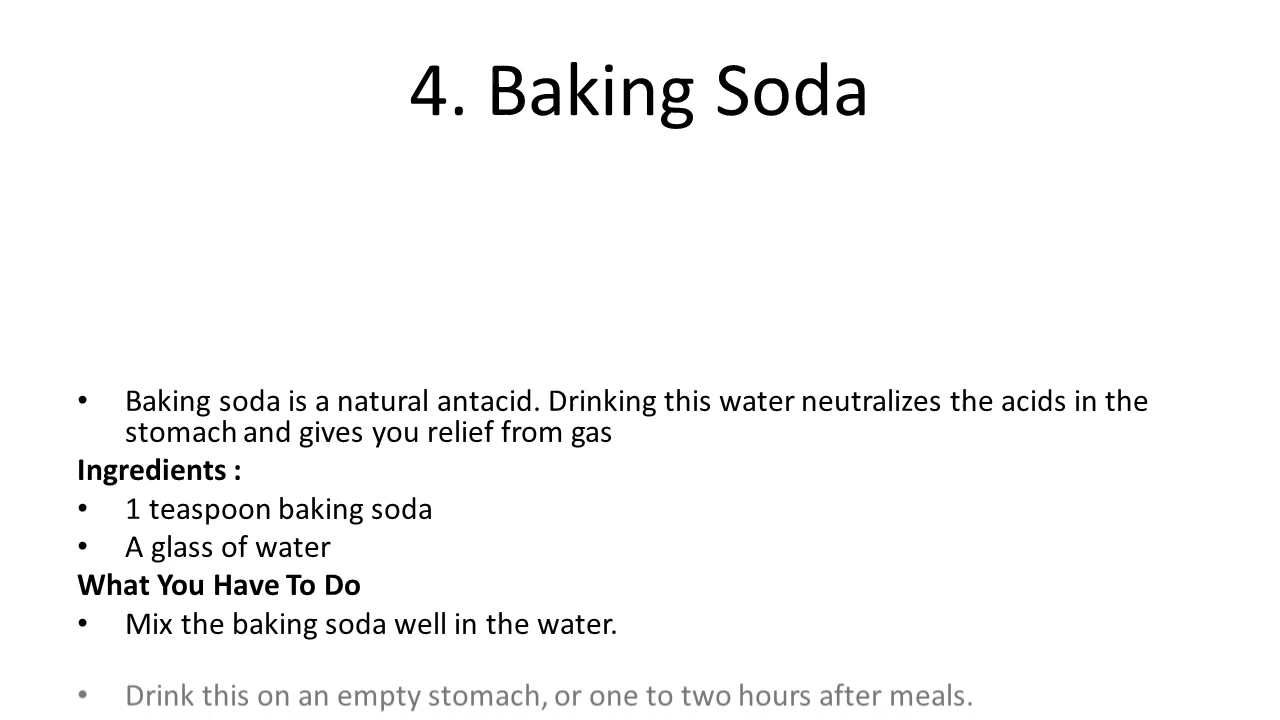 4. Baking Soda
• Baking soda is a natural antacid. Drinking this water neutralizes the acids in the
stomach and gives you relief from gas
Ingredients :
• 1 teaspoon baking soda
• A glass of water
What You Have To Do
• Mix the baking soda well in the water.
• Drink this on an empty stomach, or one to two hours after meals.